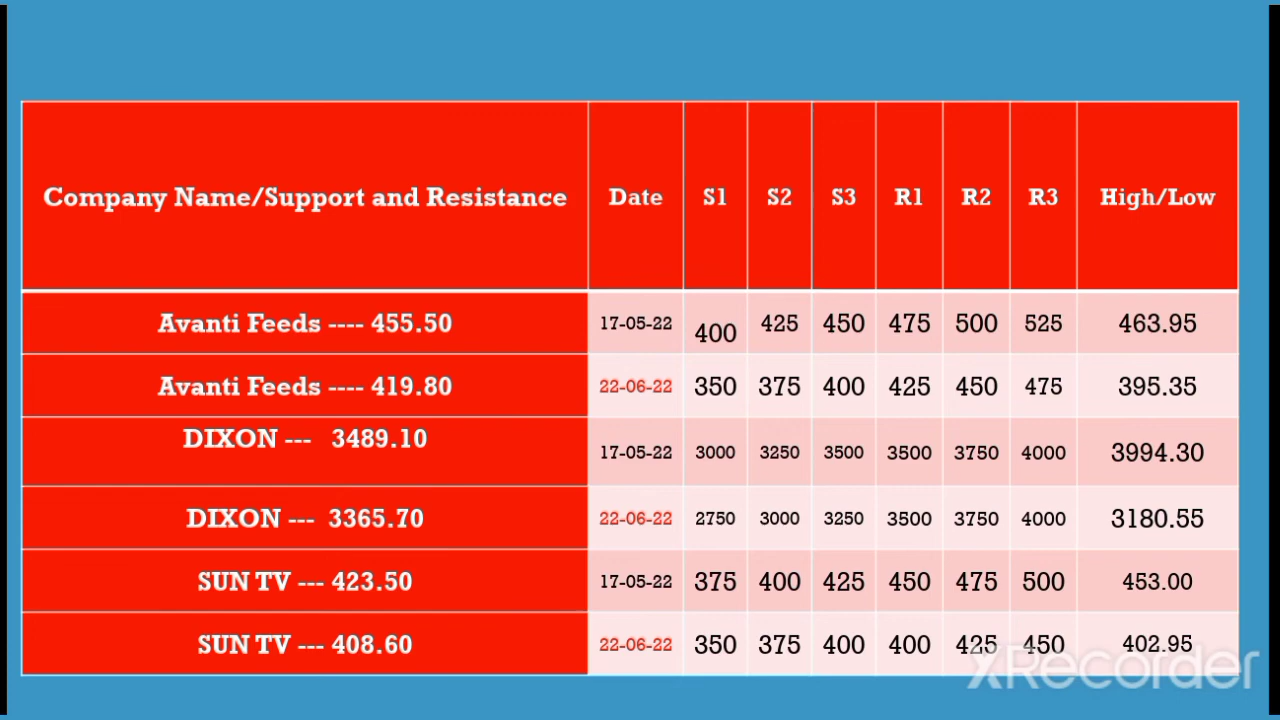 Company Name/Support and Resistance Date S1 S2 S3 R1 R2 R3 High/Low
Avanti Feeds ---- 455.50 17-05-22 400 425 450 475 500 525 463.95
Avanti Feeds ---- 419.80 22-06-22 350 375 400 425 450 475 395.35
DIXON --- 3489.10 17-05-22 3000 3250 3500 3500 3750 4000 3994.30
DIXON --- 3365.70 22-06-22 2750 3000 3250 3500 3750 4000 3180.55
SUN TV --- 423.50 17-05-22 375 400 425 450 475 500 453.00
SUN TV --- 408.60 22-06-22 350 375 400 400 425 450 402.95
XRecorder